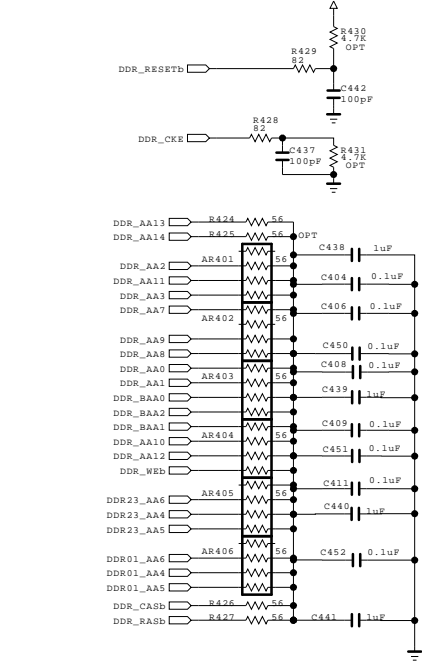 R430
4.7K
OPT
R429
82
DDR_RESETb
C442
100pF
R428
82
DDR_CKE
C437
100pF
R431
4.7K
OPT
DDR_AA13 R424 56
DDR_AA14 R425 56 OPT
C438 1uF
DDR_AA2 AR401 56
DDR_AA11 C404 0.1uF
DDR_AA3
DDR_AA7 C406 0.1uF
AR402 56
DDR_AA9
DDR_AA8 C450 0.1uF
DDR_AA0 C408 0.1uF
DDR_AA1 AR403 56
DDR_BAA0 C439 1uF
DDR_BAA2
DDR_BAA1 C409 0.1uF
DDR_AA10 AR404 56
DDR_AA12 C451 0.1uF
DDR_WEb
C411 0.1uF
DDR23_AA6 AR405 56
DDR23_AA4 C440 1uF
DDR23_AA5
DDR01_AA6 AR406 56 C452 0.1uF
DDR01_AA4
DDR01_AA5
DDR_CASb R426 56
DDR_RASb R427 56 C441 1uF